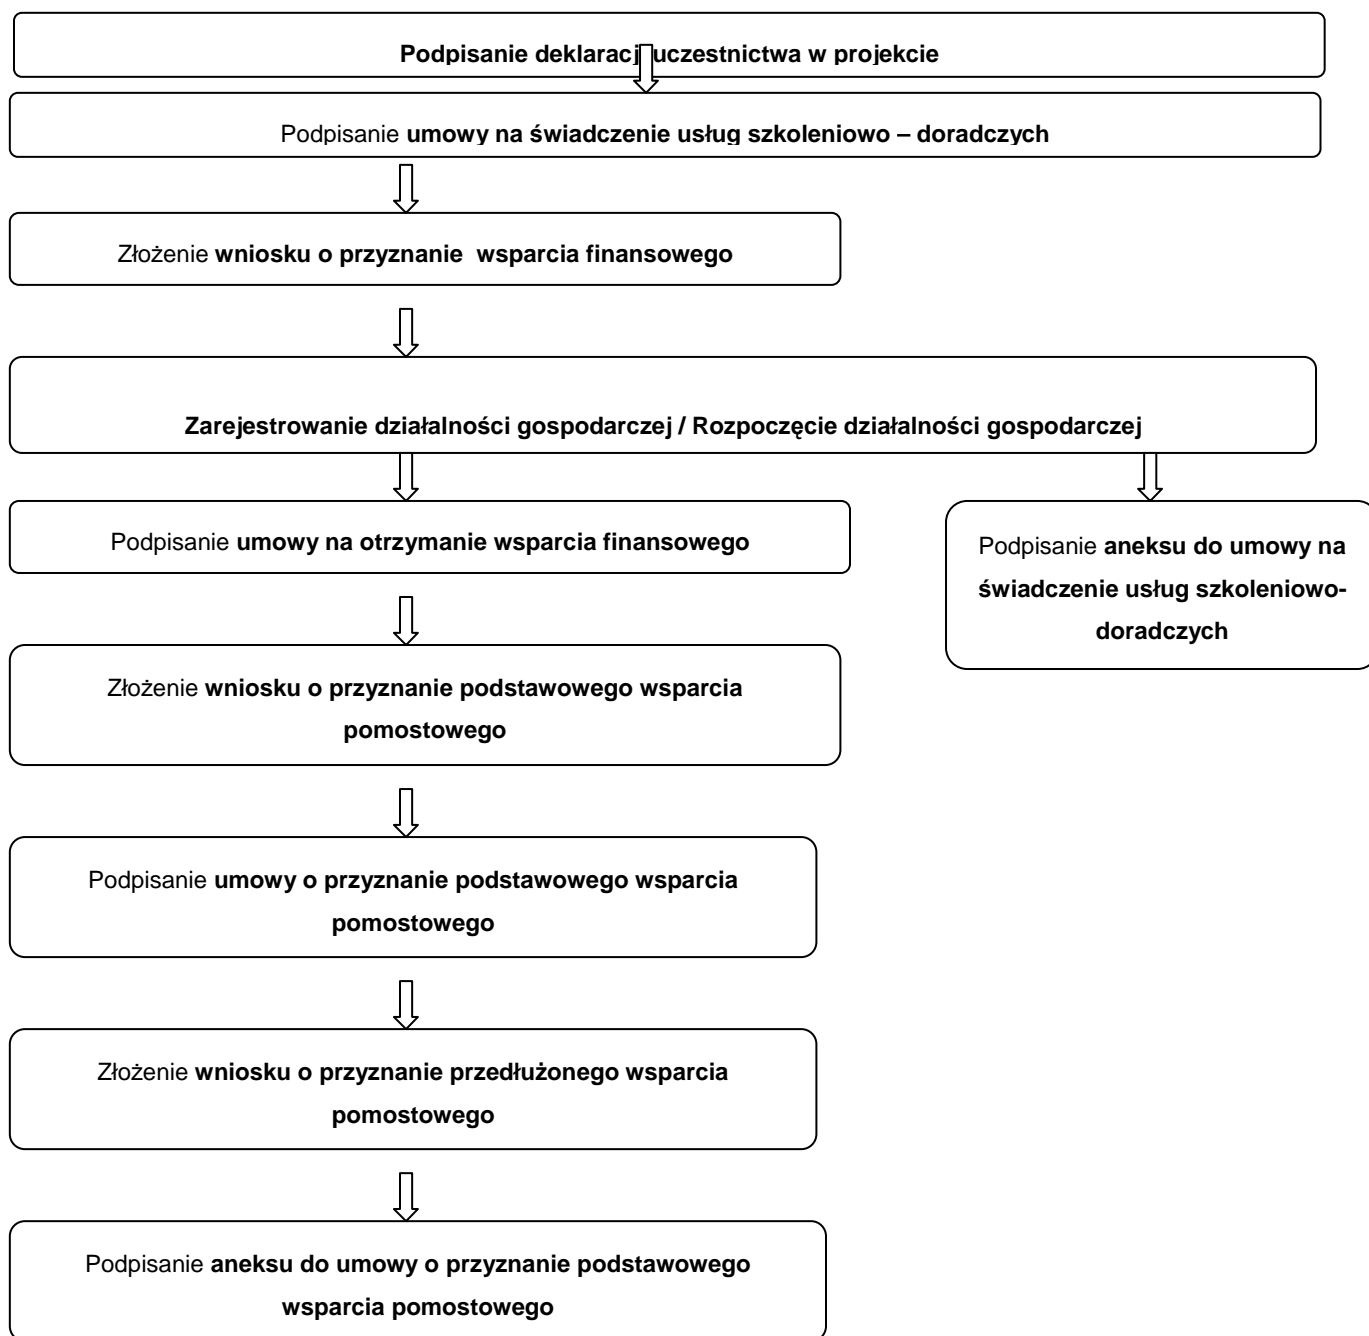 Podpisanie deklaracji uczestnictwa w projekcie
Podpisanie umowy na świadczenie usług szkoleniowo – doradczych
Złożenie wniosku o przyznanie wsparcia finansowego
Zarejestrowanie działalności gospodarczej / Rozpoczęcie działalności gospodarczej
Podpisanie umowy na otrzymanie wsparcia finansowego
Podpisanie aneksu do umowy na
świadczenie usług szkoleniowo-
doradczych
Złożenie wniosku o przyznanie podstawowego wsparcia
pomostowego
Podpisanie umowy o przyznanie podstawowego wsparcia
pomostowego
Złożenie wniosku o przyznanie przedłużonego wsparcia
pomostowego
Podpisanie aneksu do umowy o przyznanie podstawowego
wsparcia pomostowego